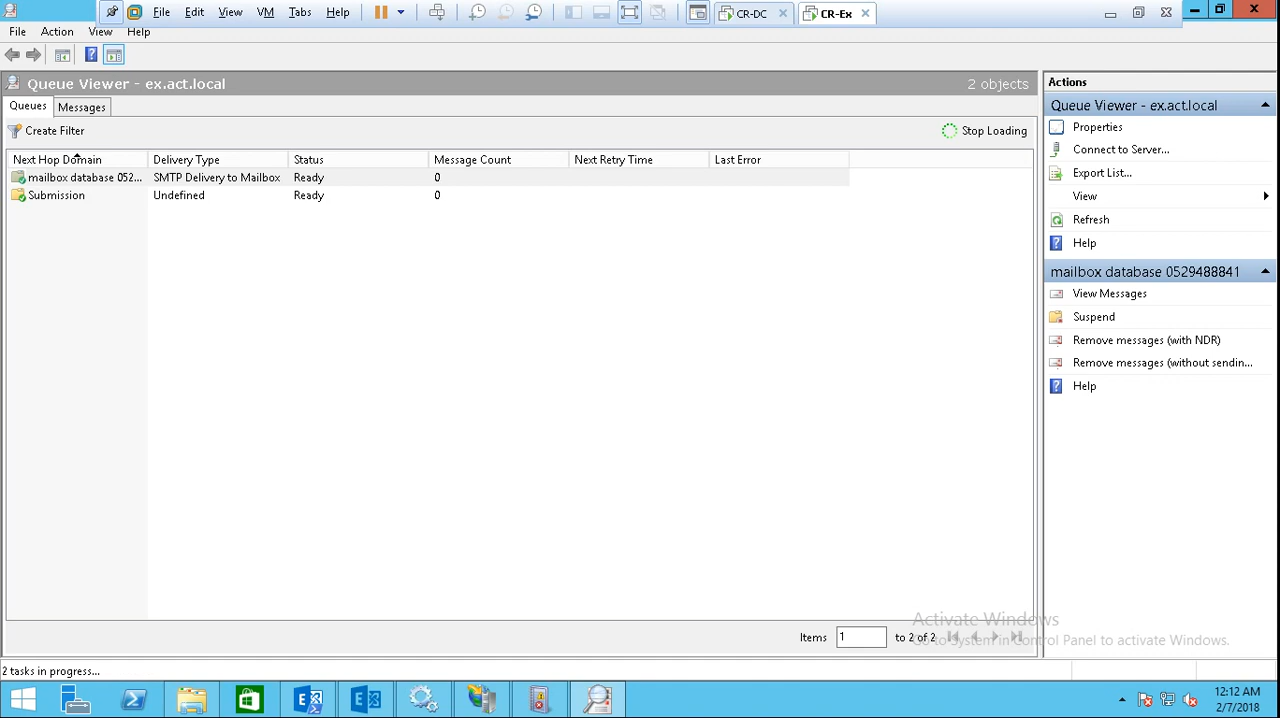 File Edit View VM Tabs Help CR-DC CR-Ex
File Action View Help
Queue Viewer - ex.act.local 2 objects
Queues Messages
Create Filter Stop Loading
Next Hop Domain Delivery Type Status Message Count Next Retry Time Last Error
mailbox database 052... SMTP Delivery to Mailbox Ready 0
Submission Undefined Ready 0
Items 1 to 2 of 2
2 tasks in progress...
Actions
Queue Viewer - ex.act.local
Properties
Connect to Server...
Export List...
View
Refresh
Help
mailbox database 0529488841
View Messages
Suspend
Remove messages (with NDR)
Remove messages (without sendin...
Help
Activate Windows
Go to System in Control Panel to activate Windows.
12:12 AM
2/7/2018